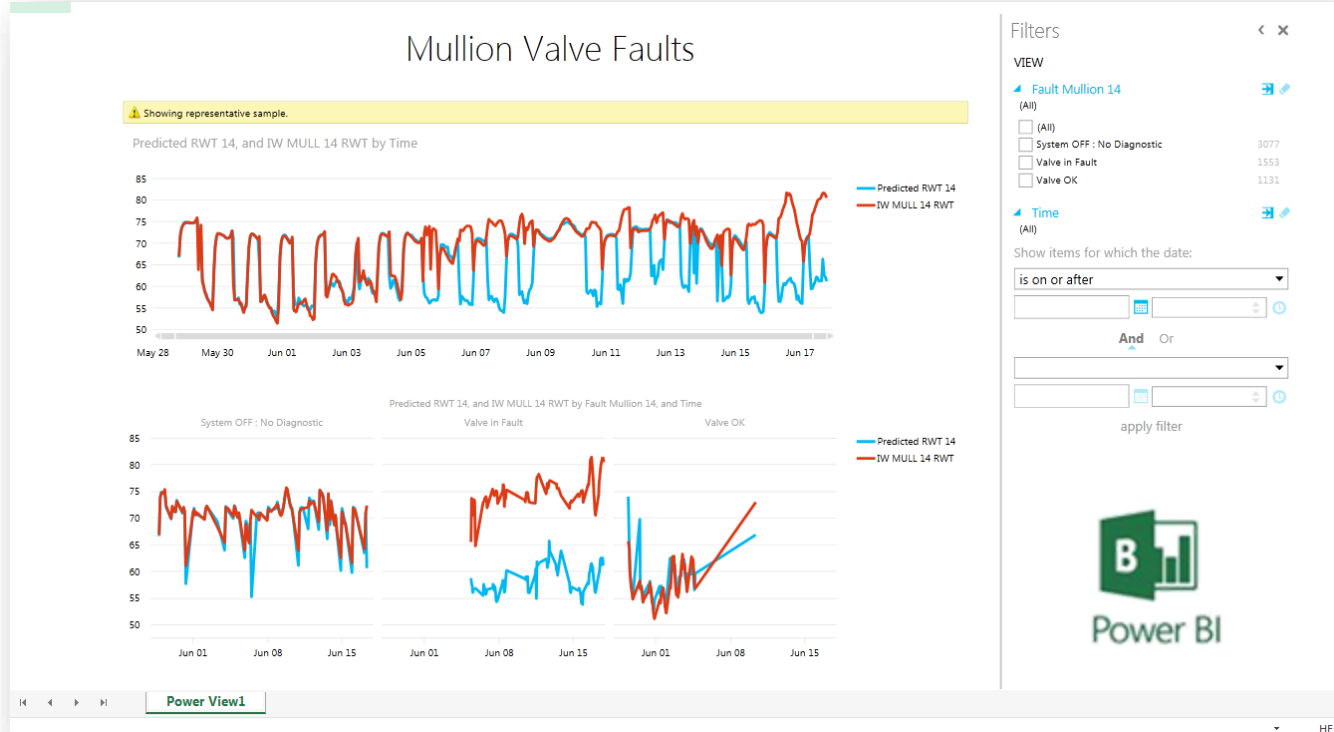 Mullion Valve Faults
Showing representative sample.
Predicted RWT 14, and IW MULL 14 RWT by Time
85
80
75
70
65
60
55
50
May 28 May 30 Jun 01 Jun 03 Jun 05 Jun 07 Jun 09 Jun 11 Jun 13 Jun 15 Jun 17
Predicted RWT 14
IW MULL 14 RWT
Predicted RWT 14, and IW MULL 14 RWT by Fault Mullion 14, and Time
System OFF : No Diagnostic Valve in Fault Valve OK
85
80
75
70
65
60
55
50
Jun 01 Jun 08 Jun 15 Jun 01 Jun 08 Jun 15 Jun 01 Jun 08 Jun 15
Predicted RWT 14
IW MULL 14 RWT
Filters
VIEW
Fault Mullion 14
(All)
(All)
System OFF : No Diagnostic 3077
Valve in Fault 1553
Valve OK 1131
Time
(All)
Show items for which the date:
is on or after
And Or
apply filter
B
Power BI
Power View1
HE